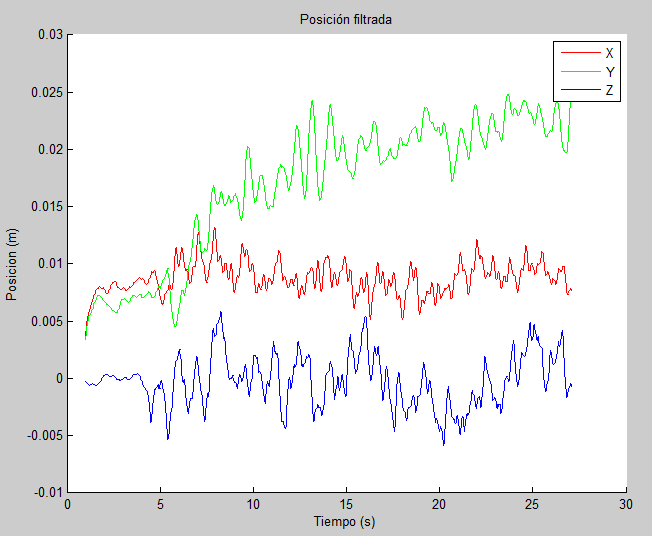 Posición filtrada
0.03
0.025
0.02
0.015
0.01
0.005
0
-0.005
-0.01
Posicion (m)
X
Y
Z
0 5 10 15 20 25 30
Tiempo (s)